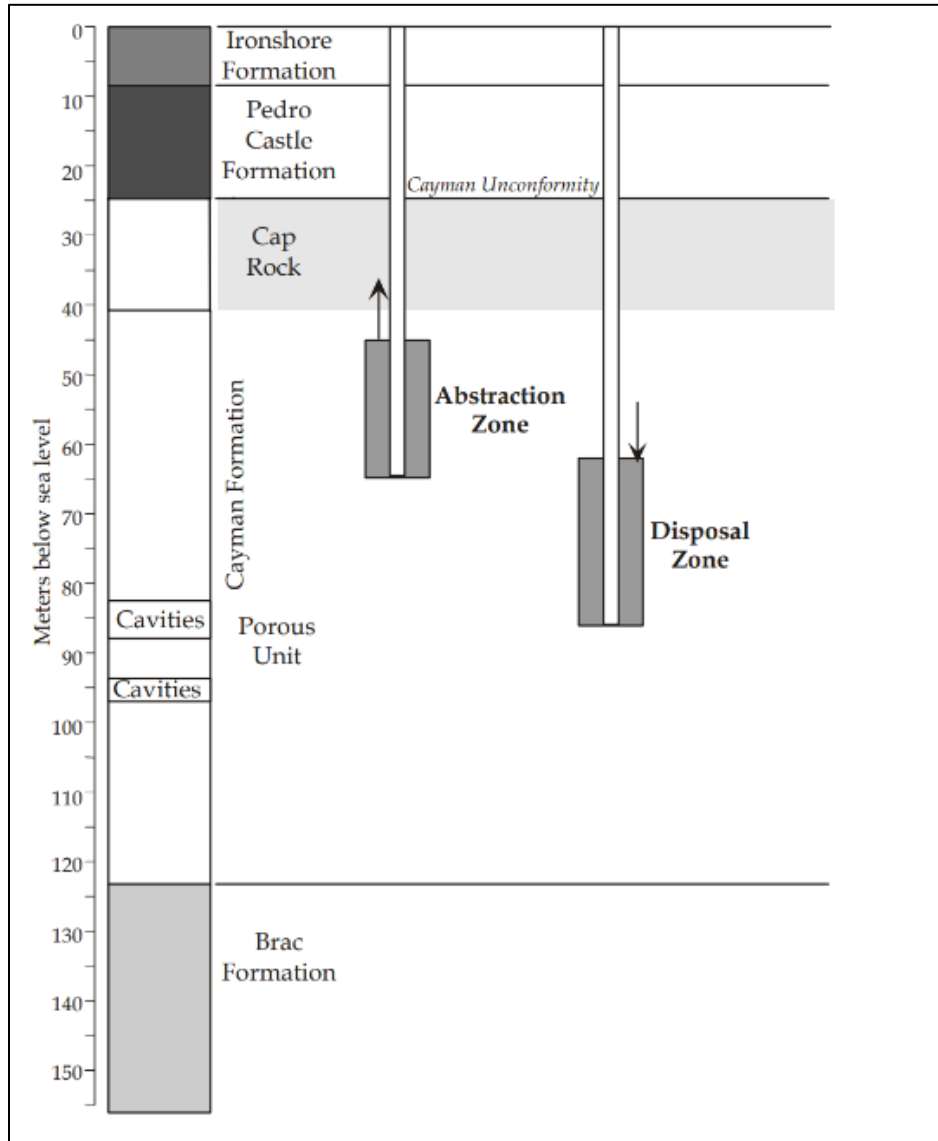 0
Ironshore
Formation
10
Pedro
Castle
Formation
20
Cayman Unconformity
30
Cap
Rock
40
50
Abstraction
Zone
60
70
Disposal
Zone
80
Cavities
Porous
Unit
90
Cavities
100
110
120
130
Brac
Formation
140
150
Meters below sea level
Cayman Formation